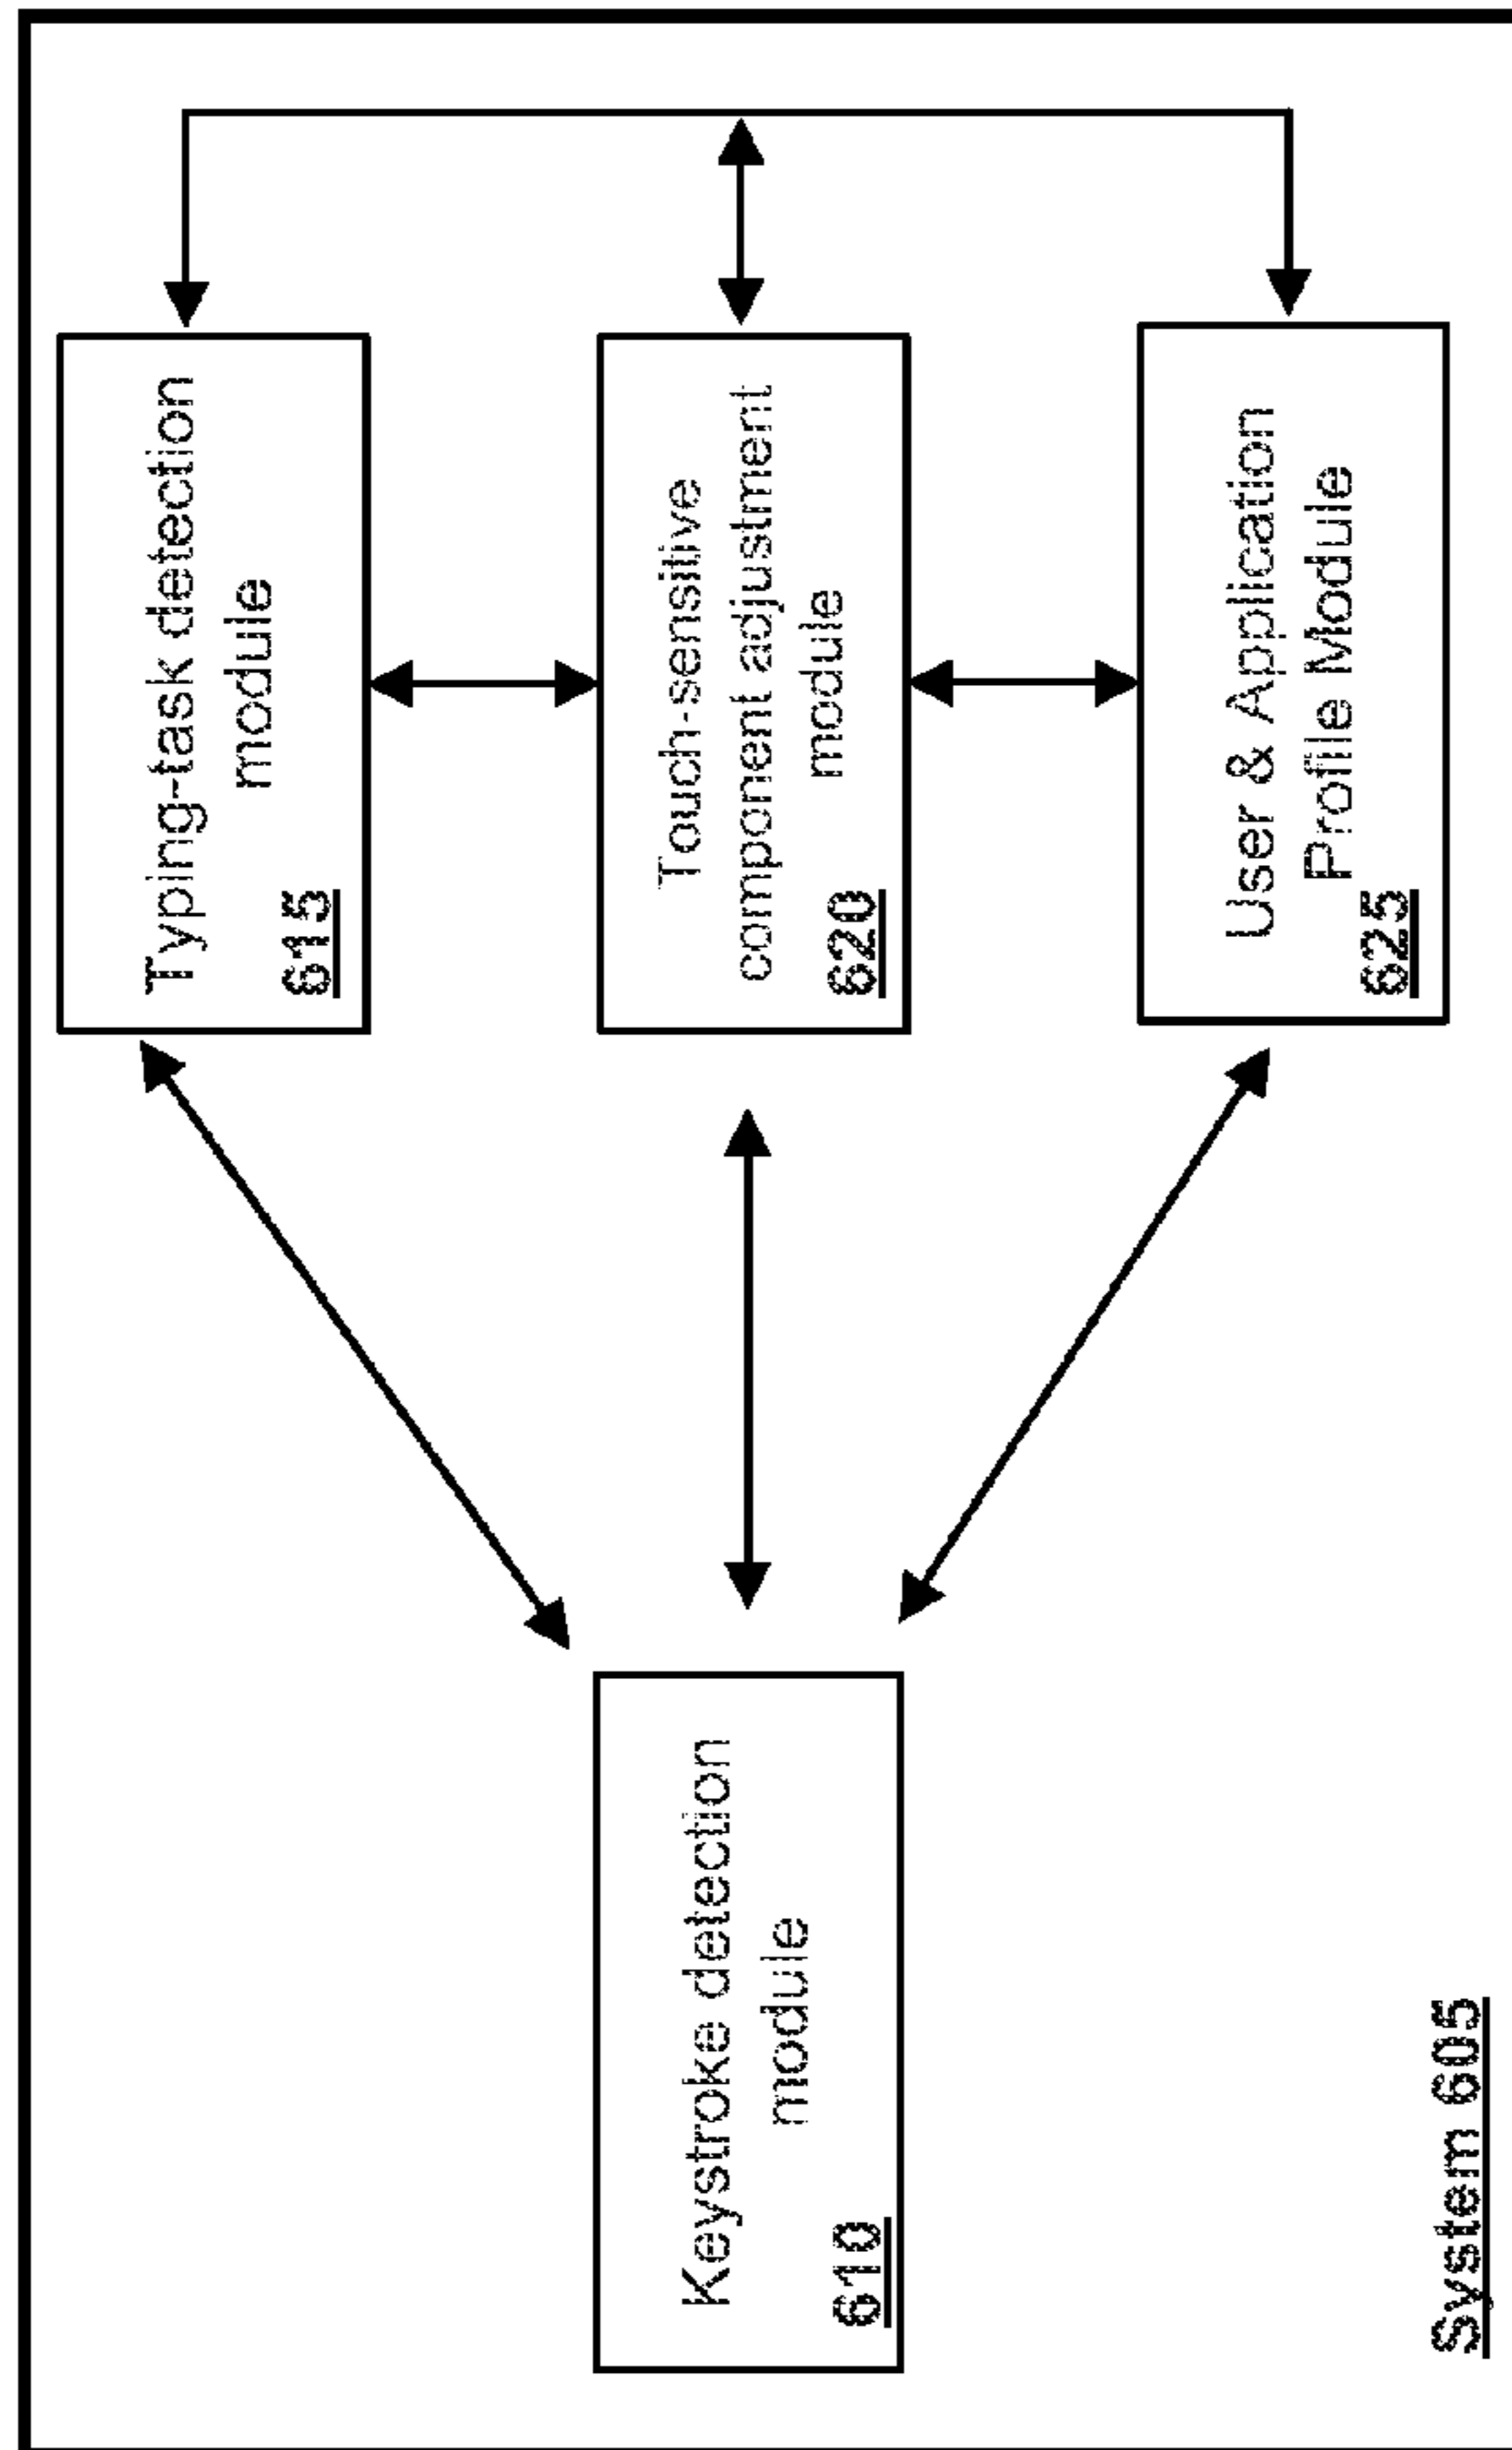 Keystroke detection
module
610
Typing-task detection
module
615
Touch-sensitive
component adjustment
module
620
User & Application
Profile Module
625
System 605